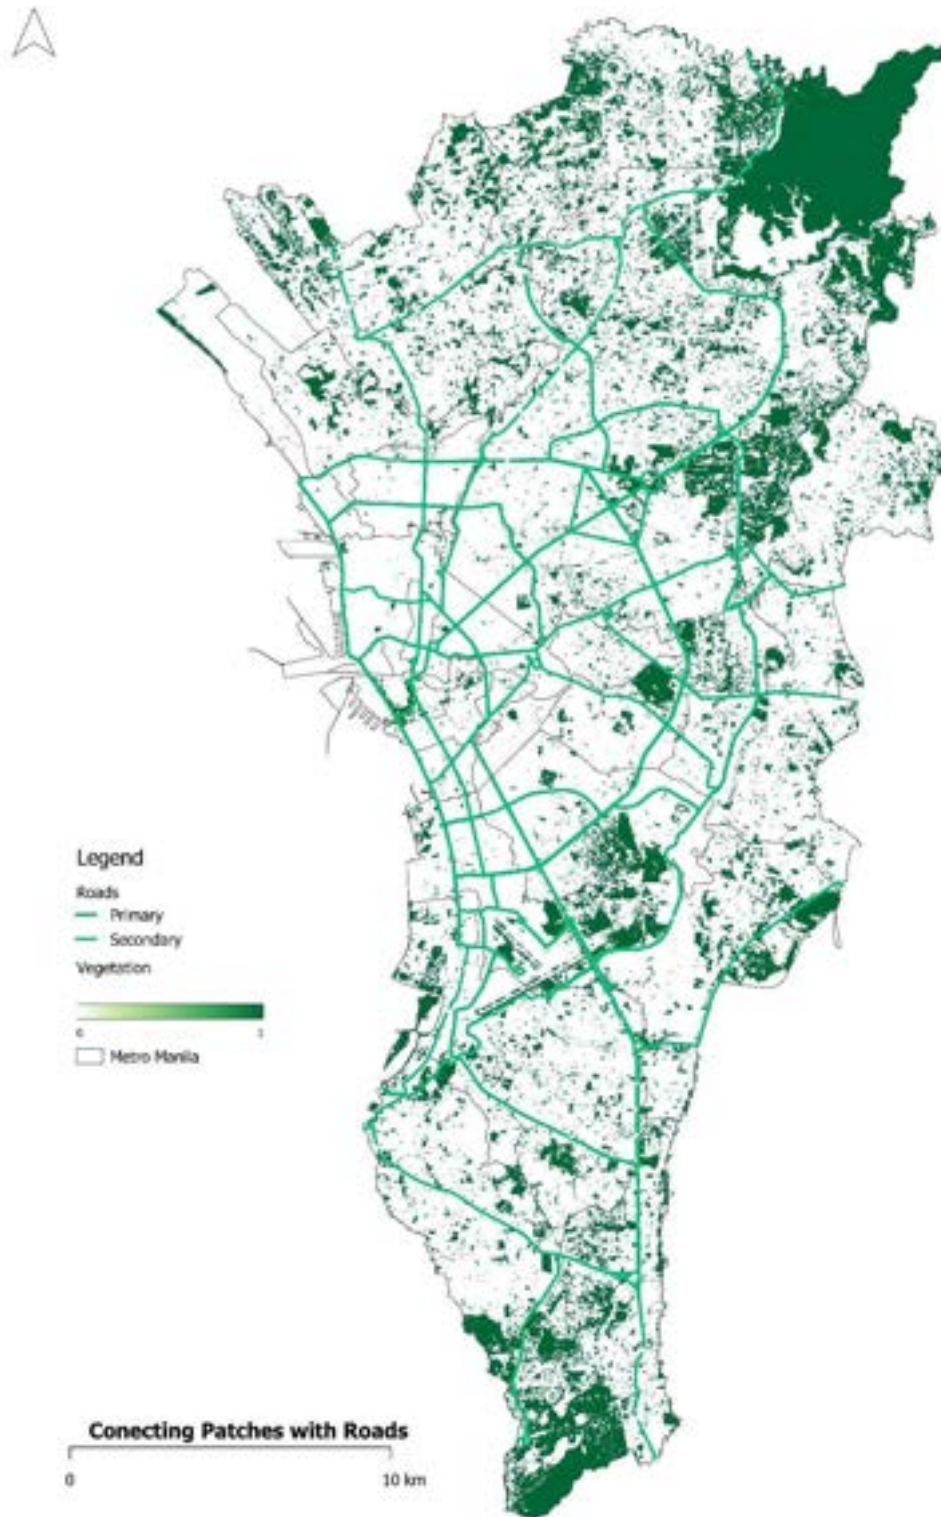 Legend
Roads
Primary
Secondary
Vegetation
0 1
Metro Manila
Conecting Patches with Roads
0 10 km